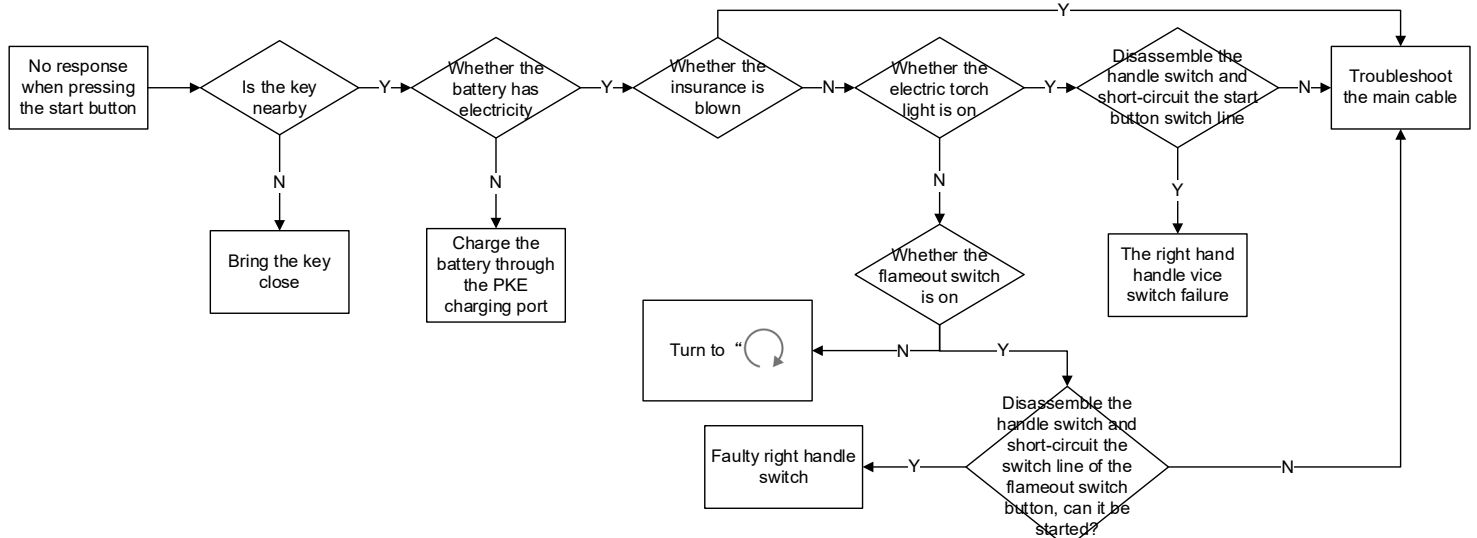 Y
No response
when pressing
the start button
Is the key
nearby
Y
Whether the
battery has
electricity
Y
Whether the
insurance is
blown
N
Whether the
electric torch
light is on
Y
Disassemble the
handle switch and
short-circuit the start
button switch line
N
Troubleshoot
the main cable
N
N
N
Y
Bring the key
close
Charge the
battery through
the PKE
charging port
Whether the
flameout switch
is on
The right hand
handle vice
switch failure
Turn to “
N
Y
Disassemble the
handle switch and
short-circuit the
switch line of the
flameout switch
button, can it be
started?
Faulty right handle
switch
Y
N